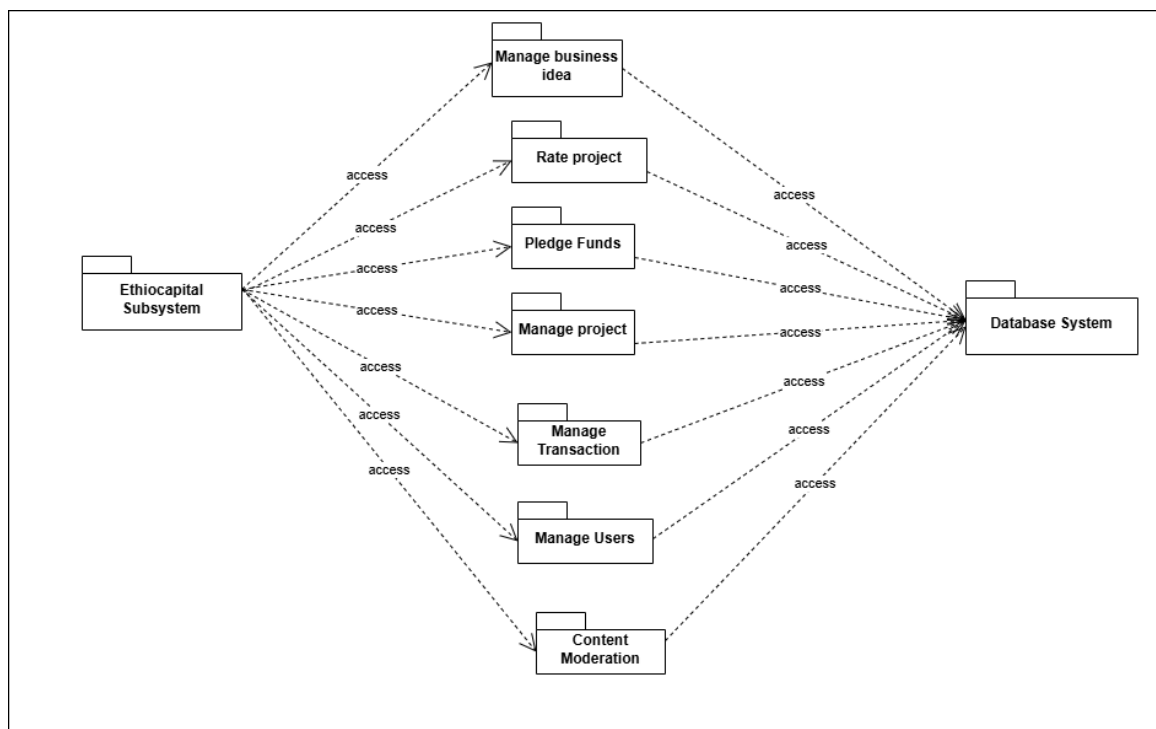 Manage business
idea
access
access
Rate project
access
access
Pledge Funds
access
access
Ethiocapital
Subsystem
access
Manage project
access
Database System
access
access
Manage
Transaction
access
access
access
access
Manage Users
Content
Moderation